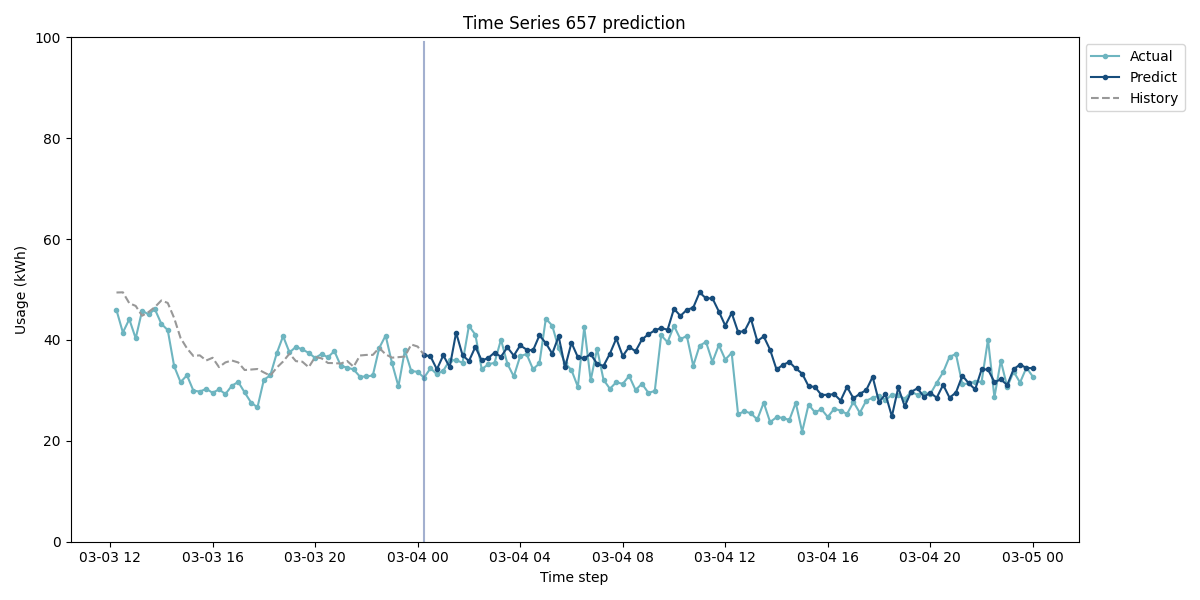 Time Series 657 prediction
100
80
60
40
20
0
Usage (kWh)
03-03 12 03-03 16 03-03 20 03-04 00 03-04 04 03-04 08 03-04 12 03-04 16 03-04 20 03-05 00
Time step
Actual
Predict
History